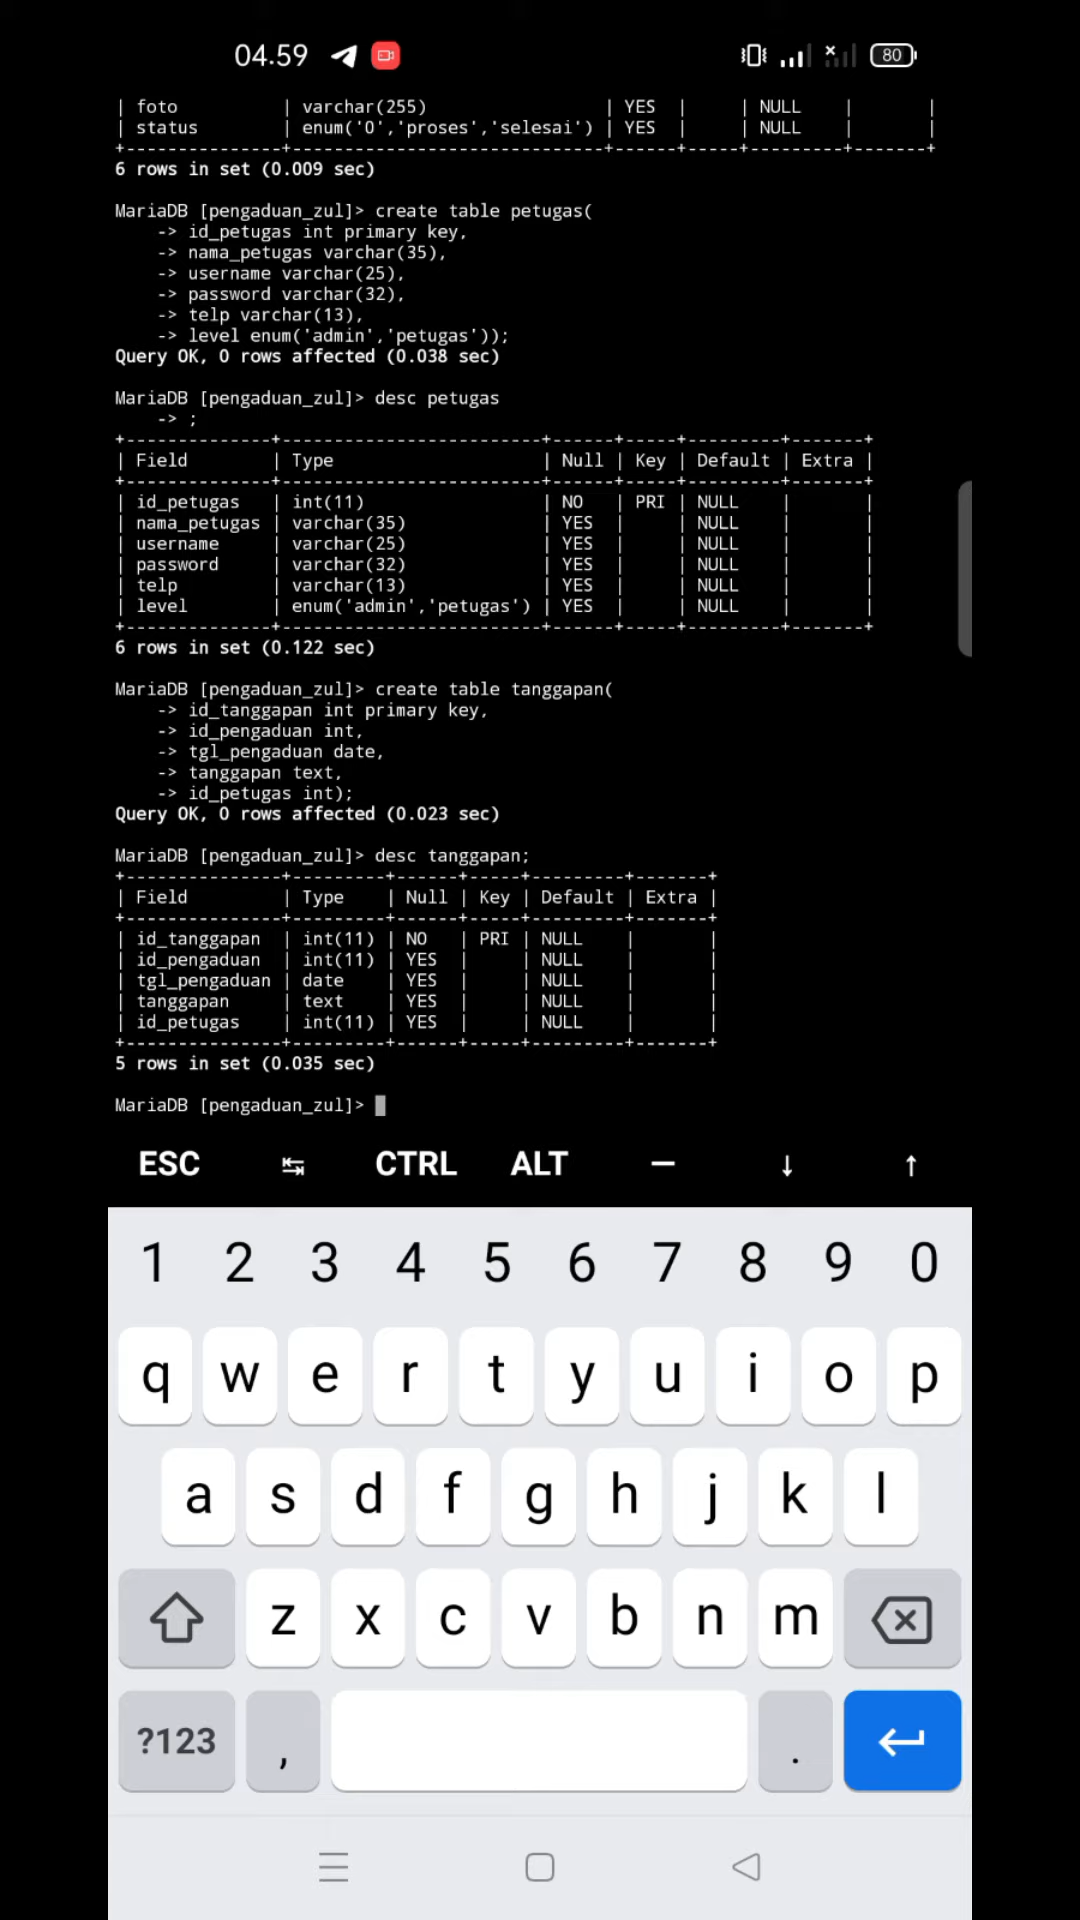 04.59
80
| foto | varchar(255) | YES | | NULL | |
| status | enum('0','proses','selesai') | YES | | NULL | |
+---------------+------------------------------+------+-----+---------+-------+
6 rows in set (0.009 sec)
MariaDB [pengaduan_zul]> create table petugas(
-> id_petugas int primary key,
-> nama_petugas varchar(35),
-> username varchar(25),
-> password varchar(32),
-> telp varchar(13),
-> level enum('admin','petugas'));
Query OK, 0 rows affected (0.038 sec)
MariaDB [pengaduan_zul]> desc petugas
-> ;
+--------------+-------------------------+------+-----+---------+-------+
| Field | Type | Null | Key | Default | Extra |
+--------------+-------------------------+------+-----+---------+-------+
| id_petugas | int(11) | NO | PRI | NULL | |
| nama_petugas | varchar(35) | YES | | NULL | |
| username | varchar(25) | YES | | NULL | |
| password | varchar(32) | YES | | NULL | |
| telp | varchar(13) | YES | | NULL | |
| level | enum('admin','petugas') | YES | | NULL | |
+--------------+-------------------------+------+-----+---------+-------+
6 rows in set (0.122 sec)
MariaDB [pengaduan_zul]> create table tanggapan(
-> id_tanggapan int primary key,
-> id_pengaduan int,
-> tgl_pengaduan date,
-> tanggapan text,
-> id_petugas int);
Query OK, 0 rows affected (0.023 sec)
MariaDB [pengaduan_zul]> desc tanggapan;
+---------------+---------+------+-----+---------+-------+
| Field | Type | Null | Key | Default | Extra |
+---------------+---------+------+-----+---------+-------+
| id_tanggapan | int(11) | NO | PRI | NULL | |
| id_pengaduan | int(11) | YES | | NULL | |
| tgl_pengaduan | date | YES | | NULL | |
| tanggapan | text | YES | | NULL | |
| id_petugas | int(11) | YES | | NULL | |
+---------------+---------+------+-----+---------+-------+
5 rows in set (0.035 sec)
MariaDB [pengaduan_zul]>
ESC ↹ CTRL ALT — ↓ ↑
1 2 3 4 5 6 7 8 9 0
q w e r t y u i o p
a s d f g h j k l
z x c v b n m
?123 , .